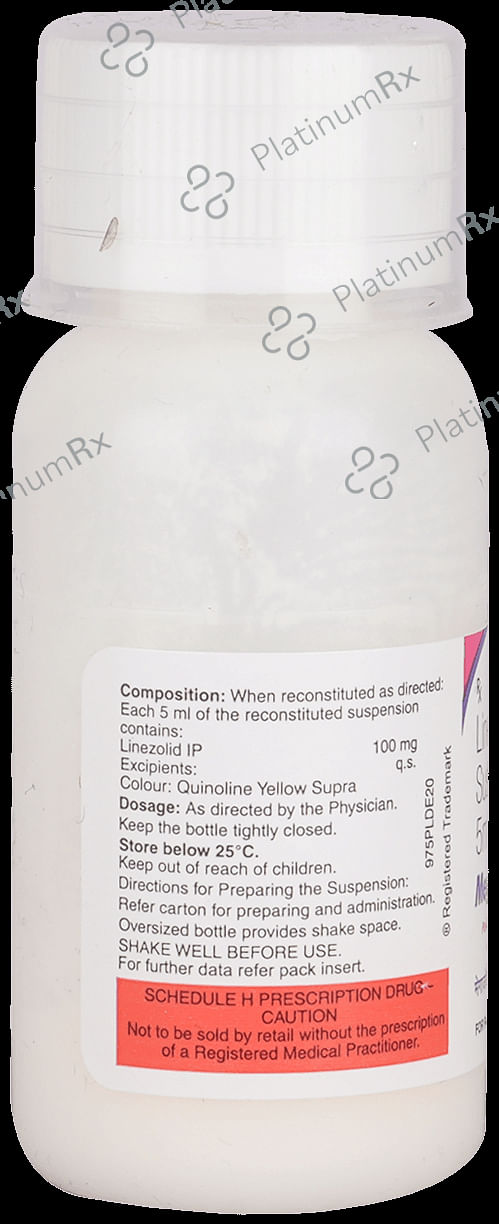 PlatinumRx
PlatinumRx
Composition: When reconstituted as directed:
Each 5 ml of the reconstituted suspension
contains:
Linezolid IP 100 mg
Excipients: q.s.
Colour: Quinoline Yellow Supra
Dosage: As directed by the Physician.
Keep the bottle tightly closed.
Store below 25°C.
Keep out of reach of children.
Directions for Preparing the Suspension:
Refer carton for preparing and administration.
Oversized bottle provides shake space.
SHAKE WELL BEFORE USE.
For further data refer pack insert.
SCHEDULE H PRESCRIPTION DRUG-
CAUTION
Not to be sold by retail without the prescription
of a Registered Medical Practitioner.
975PLDE20
® Registered Trademark
Rx